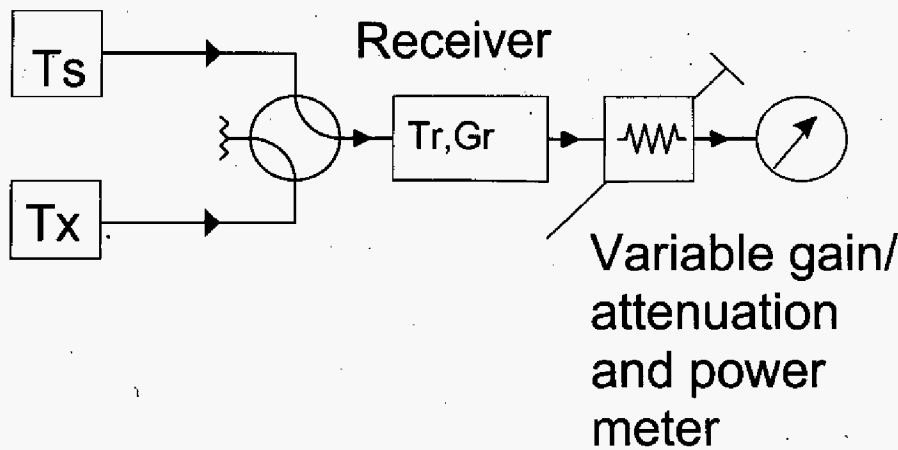 Ts
Receiver
Tr,Gr
Tx
Variable gain/
attenuation
and power
meter